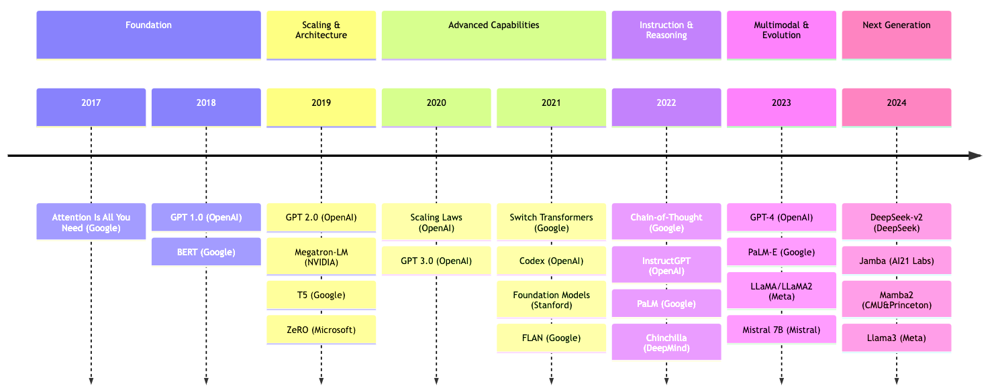 Foundation
Scaling &
Architecture
Advanced Capabilities
Instruction &
Reasoning
Multimodal &
Evolution
Next Generation
2017
2018
2019
2020
2021
2022
2023
2024
Attention Is All You
Need (Google)
GPT 1.0 (OpenAI)
BERT (Google)
GPT 2.0 (OpenAI)
Megatron-LM
(NVIDIA)
T5 (Google)
ZeRO (Microsoft)
Scaling Laws
(OpenAI)
GPT 3.0 (OpenAI)
Switch Transformers
(Google)
Codex (OpenAI)
Foundation Models
(Stanford)
FLAN (Google)
Chain-of-Thought
(Google)
InstructGPT
(OpenAI)
PaLM (Google)
Chinchilla
(DeepMind)
GPT-4 (OpenAI)
PaLM-E (Google)
LLaMA/LLaMA2
(Meta)
Mistral 7B (Mistral)
DeepSeek-v2
(DeepSeek)
Jamba (AI21 Labs)
Mamba2
(CMU&Princeton)
Llama3 (Meta)